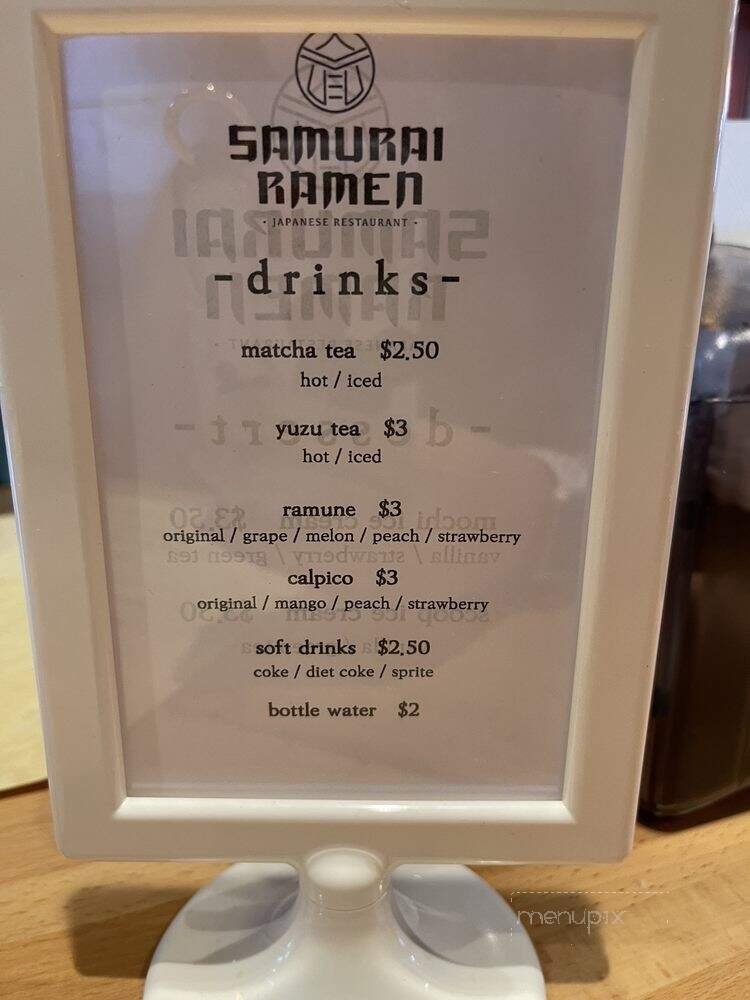 SAMURAI
RAMEN
· JAPANESE RESTAURANT ·
-drinks-
matcha tea $2.50
hot / iced
yuzu tea $3
hot / iced
ramune $3
original / grape / melon / peach / strawberry
calpico $3
original / mango / peach / strawberry
soft drinks $2.50
coke / diet coke / sprite
bottle water $2
menupix